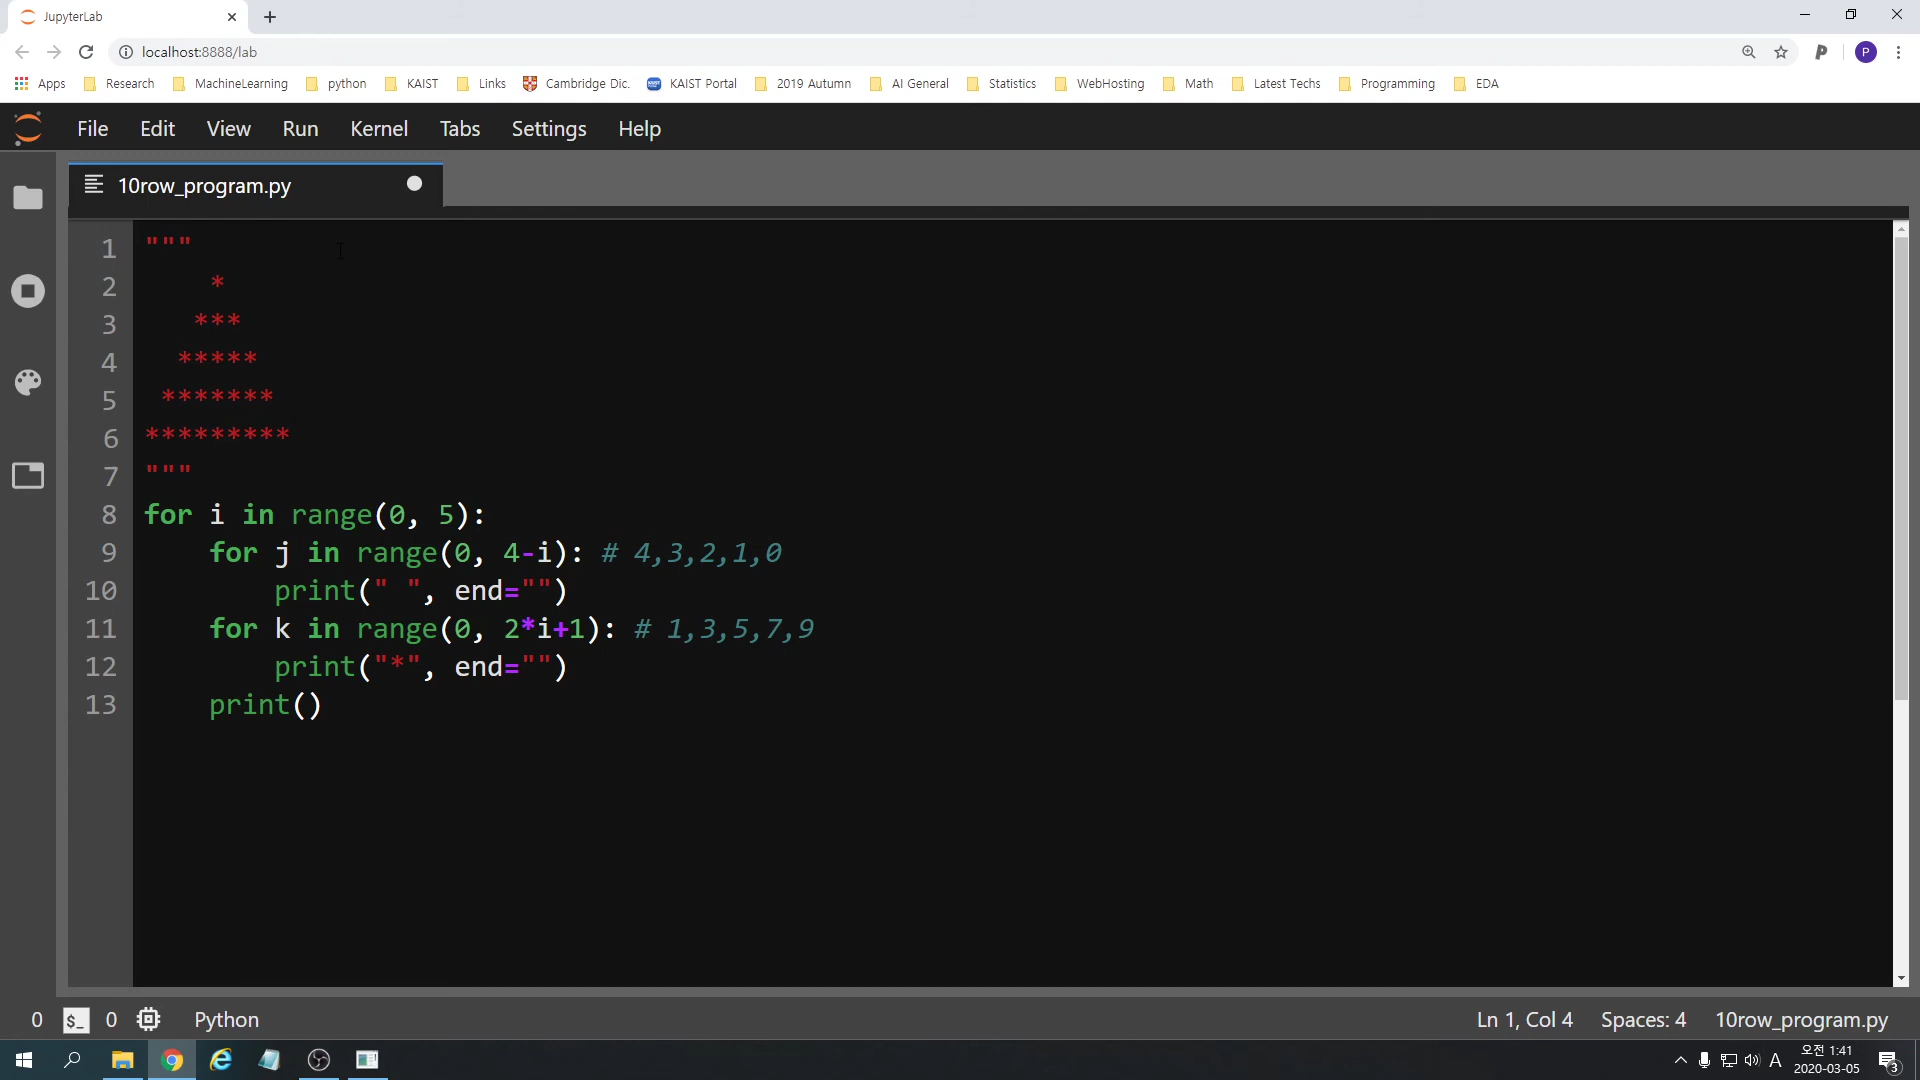 JupyterLab
localhost:8888/lab
P
P
Apps Research MachineLearning python KAIST Links Cambridge Dic. KAIST Portal 2019 Autumn AI General Statistics WebHosting Math Latest Techs Programming EDA
File Edit View Run Kernel Tabs Settings Help
10row_program.py
1 """
2     *
3    ***
4   *****
5  *******
6 *********
7 """
8 for i in range(0, 5):
9     for j in range(0, 4-i): # 4,3,2,1,0
10         print(" ", end="")
11     for k in range(0, 2*i+1): # 1,3,5,7,9
12         print("*", end="")
13     print()
0 $_ 0 Python Ln 1, Col 4 Spaces: 4 10row_program.py
A 오전 1:41
2020-03-05
3